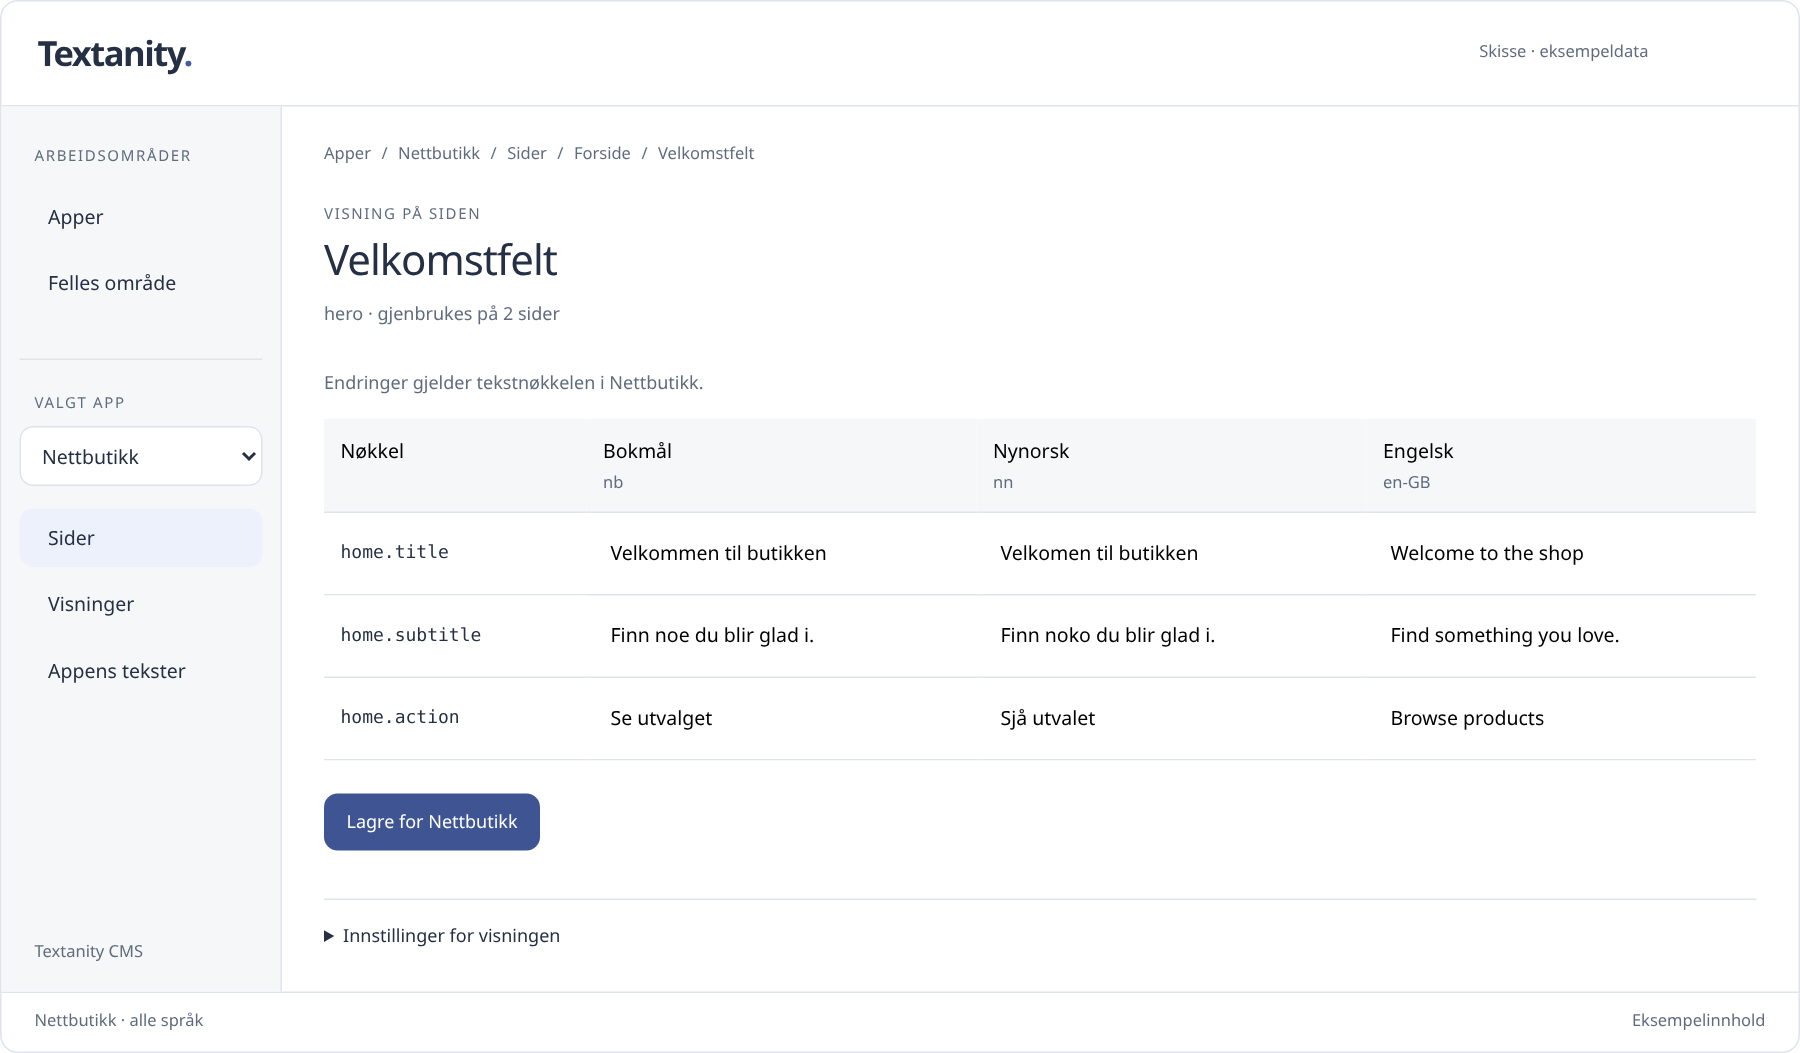 Textanity.
Skisse · eksempeldata
ARBEIDSOMRÅDER
Apper
Felles område
VALGT APP
Nettbutikk
Sider
Visninger
Appens tekster
Textanity CMS
Apper / Nettbutikk / Sider / Forside / Velkomstfelt
VISNING PÅ SIDEN
Velkomstfelt
hero · gjenbrukes på 2 sider
Endringer gjelder tekstnøkkelen i Nettbutikk.
Nøkkel Bokmål Nynorsk Engelsk
nb nn en-GB
home.title Velkommen til butikken Velkomen til butikken Welcome to the shop
home.subtitle Finn noe du blir glad i. Finn noko du blir glad i. Find something you love.
home.action Se utvalget Sjå utvalet Browse products
Lagre for Nettbutikk
Innstillinger for visningen
Nettbutikk · alle språk
Eksempelinnhold